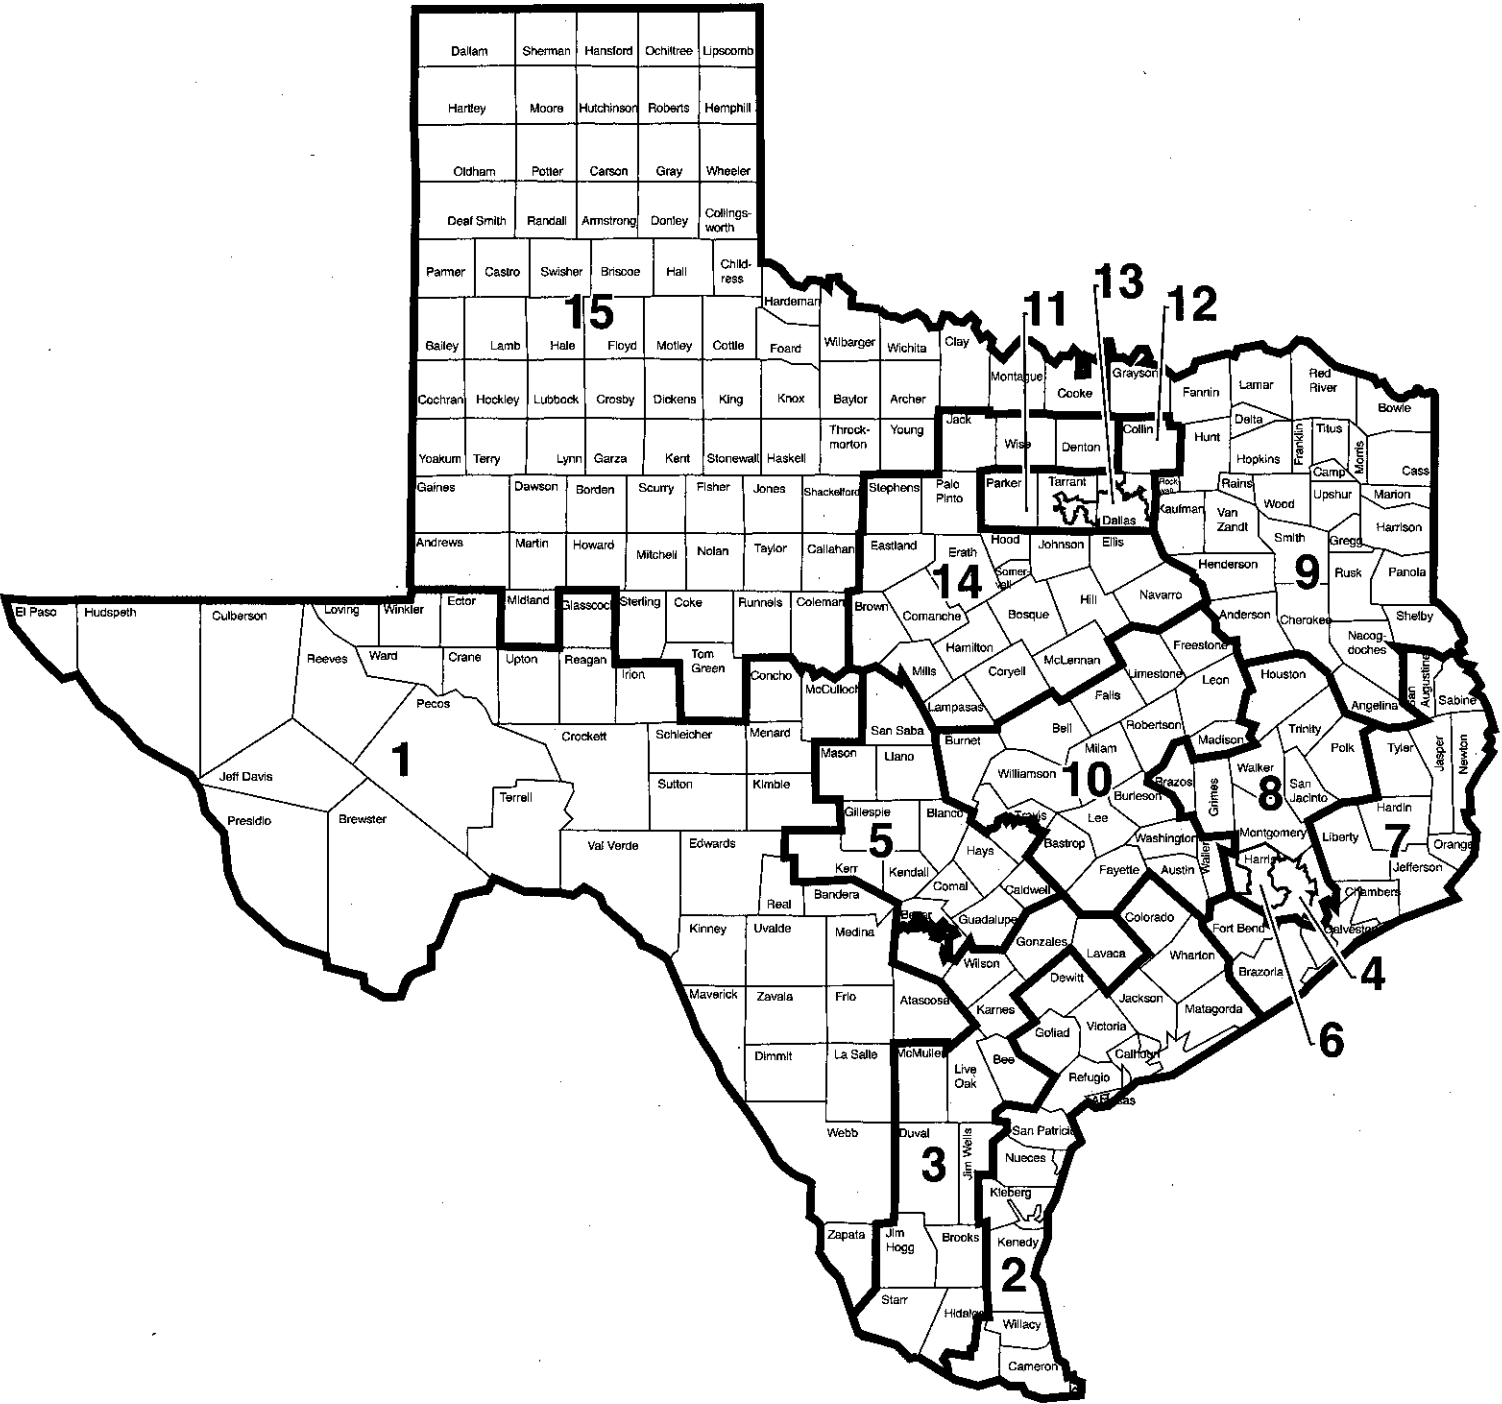 Dallam Sherman Hansford Ochiltree Lipscomb
Hartley Moore Hutchinson Roberts Hemphill
Oldham Potter Carson Gray Wheeler
Deaf Smith Randall Armstrong Donley Collings-
worth
Parmer Castro Swisher Briscoe Hall Child-
ress
15
Hardeman
Bailey Lamb Hale Floyd Motley Cottle Foard Wilbarger Wichita Clay
11
13
12
Montague Cooke Grayson Fannin Lamar Red
River
Bowie
Cochran Hockley Lubbock Crosby Dickens King Knox Baylor Archer
Throck-
morton
Young Jack Wise Denton Collin Hunt Delta Hopkins Franklin Titus Morris Camp Cass
Yoakum Terry Lynn Garza Kent Stonewall Haskell
Gaines Dawson Borden Scurry Fisher Jones Shackelford Stephens Palo
Pinto
Parker Tarrant Dallas Rock
wall
Kaufman Rains Van
Zandt
Wood Upshur Marion
Harrison
Smith Gregg
Andrews Martin Howard Mitchell Nolan Taylor Callahan Eastland Erath Hood Johnson Ellis
Somer-
vell
Henderson
9
Rusk Panola
14
El Paso Hudspeth Culberson Loving Winkler Ector Midland Glasscock Sterling Coke Runnels Coleman Brown Comanche Bosque Hill Navarro Anderson Cherokee Shelby
Nacog-
doches
Reeves Ward Crane Upton Reagan Irion Tom
Green
Concho McCulloch Mills Hamilton Coryell McLennan Limestone Freestone Leon Houston
San
Augustine
Sabine
Angelina
Pecos
Lampasas Falls
Crockett Schleicher Menard San Saba Burnet Bell Robertson Madison Trinity Polk Tyler Jasper Newton
1
Jeff Davis Terrell Sutton Kimble Mason Llano Williamson Milam
10
Burleson Brazos Grimes Walker
8
San
Jacinto
Hardin
Presidio Brewster Val Verde Edwards Gillespie Blanco Travis Lee Washington Montgomery Liberty
7
Orange
5
Kerr Kendall Hays Bastrop Fayette Austin Waller Harris Jefferson
Real Bandera Comal Caldwell Chambers
Bexar Guadalupe Gonzales Colorado Fort Bend Galveston
Kinney Uvalde Medina Wilson Lavaca Wharton Brazoria
4
Dewitt
Maverick Zavala Frio Atascosa Karnes Jackson Matagorda
Goliad Victoria
6
Dimmit La Salle McMullen Live
Oak
Bee Calhoun
Refugio
Aransas
Webb Duval Jim Wells San Patricio
3
Nueces
Kleberg
Zapata Jim
Hogg
Brooks Kenedy
2
Starr Hidalgo Willacy
Cameron